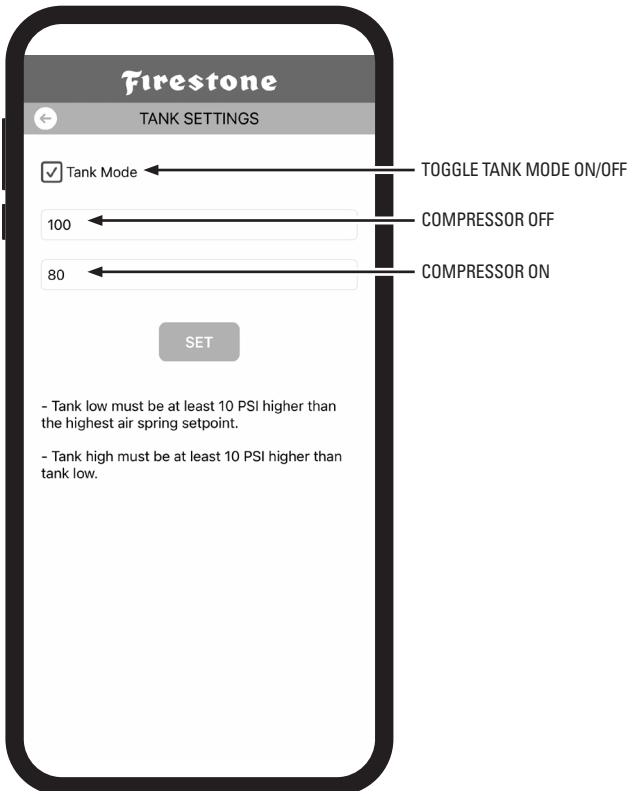 Firestone
TANK SETTINGS
Tank Mode
TOGGLE TANK MODE ON/OFF
100
COMPRESSOR OFF
80
COMPRESSOR ON
SET
- Tank low must be at least 10 PSI higher than
the highest air spring setpoint.
- Tank high must be at least 10 PSI higher than
tank low.